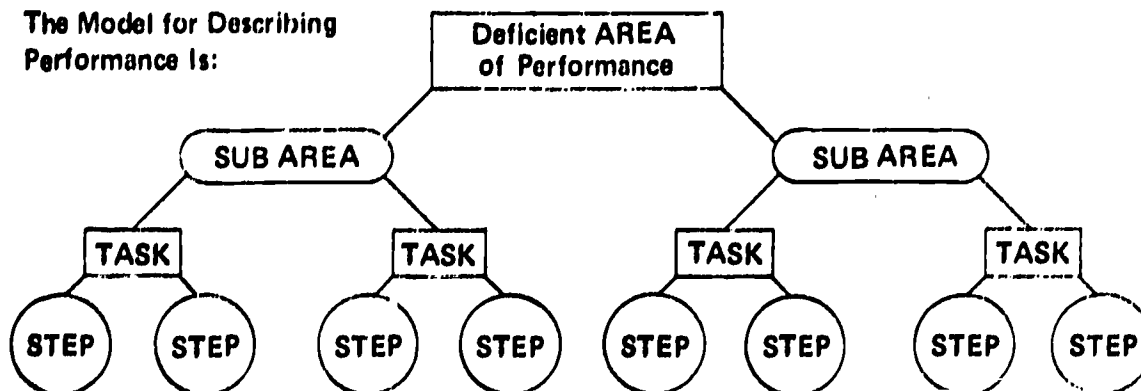 The Model for Describing
Performance Is:
Deficient AREA
of Performance
SUB AREA SUB AREA
TASK TASK TASK TASK
STEP STEP STEP STEP STEP STEP STEP STEP